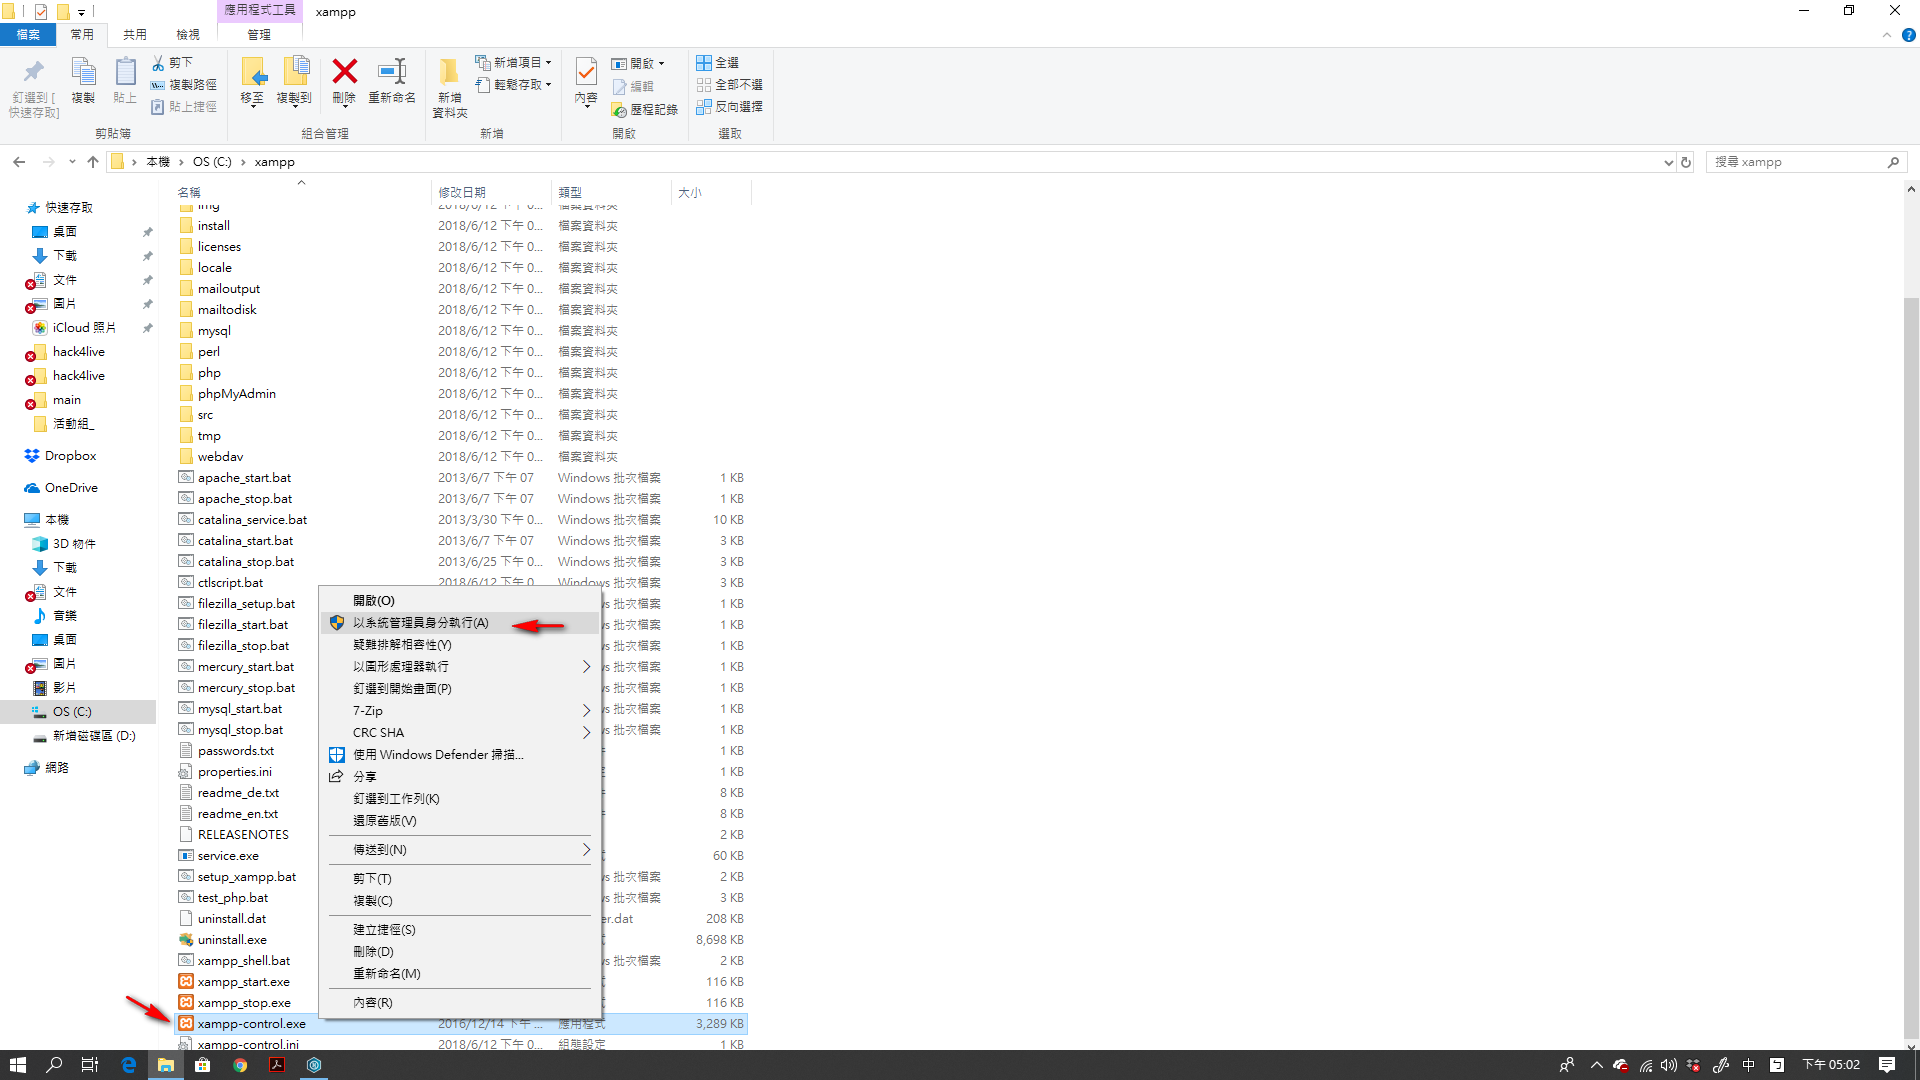 應用程式工具
xampp
檔案
常用
共用
檢視
管理
釘選到 [
快速存取]
複製
貼上
剪下
複製路徑
貼上捷徑
剪貼簿
移至
複製到
刪除
重新命名
組合管理
新增
資料夾
新增項目
輕鬆存取
新增
內容
開啟
編輯
歷程記錄
開啟
全選
全部不選
反向選擇
選取
本機 > OS (C:) > xampp
搜尋 xampp
快速存取
桌面
下載
文件
圖片
iCloud 照片
hack4live
hack4live
main
活動組_
Dropbox
OneDrive
本機
3D 物件
下載
文件
音樂
桌面
圖片
影片
OS (C:)
新增磁碟區 (D:)
網路
名稱 修改日期 類型 大小
img 2018/6/12 下午 0... 檔案資料夾
install 2018/6/12 下午 0... 檔案資料夾
licenses 2018/6/12 下午 0... 檔案資料夾
locale 2018/6/12 下午 0... 檔案資料夾
mailoutput 2018/6/12 下午 0... 檔案資料夾
mailtodisk 2018/6/12 下午 0... 檔案資料夾
mysql 2018/6/12 下午 0... 檔案資料夾
perl 2018/6/12 下午 0... 檔案資料夾
php 2018/6/12 下午 0... 檔案資料夾
phpMyAdmin 2018/6/12 下午 0... 檔案資料夾
src 2018/6/12 下午 0... 檔案資料夾
tmp 2018/6/12 下午 0... 檔案資料夾
webdav 2018/6/12 下午 0... 檔案資料夾
apache_start.bat 2013/6/7 下午 07 Windows 批次檔案 1 KB
apache_stop.bat 2013/6/7 下午 07 Windows 批次檔案 1 KB
catalina_service.bat 2013/3/30 下午 0... Windows 批次檔案 10 KB
catalina_start.bat 2013/6/7 下午 07 Windows 批次檔案 3 KB
catalina_stop.bat 2013/6/25 下午 0... Windows 批次檔案 3 KB
ctlscript.bat 2018/6/12 下午 0 Windows 批次檔案 3 KB
filezilla_setup.bat ws 批次檔案 1 KB
filezilla_start.bat ws 批次檔案 1 KB
filezilla_stop.bat ws 批次檔案 1 KB
mercury_start.bat ws 批次檔案 1 KB
mercury_stop.bat ws 批次檔案 1 KB
mysql_start.bat ws 批次檔案 1 KB
mysql_stop.bat ws 批次檔案 1 KB
passwords.txt 1 KB
properties.ini 1 KB
readme_de.txt 8 KB
readme_en.txt 8 KB
RELEASENOTES 2 KB
service.exe 60 KB
setup_xampp.bat ws 批次檔案 2 KB
test_php.bat ws 批次檔案 3 KB
uninstall.dat er.dat 208 KB
uninstall.exe 8,698 KB
xampp_shell.bat ws 批次檔案 2 KB
xampp_start.exe 116 KB
xampp_stop.exe 116 KB
xampp-control.exe 2016/12/14 下午 ... 應用程式 3,289 KB
xampp-control.ini 2018/6/12 下午 0... 組態設定 1 KB
開啟(O)
以系統管理員身分執行(A)
疑難排解相容性(Y)
以圖形處理器執行
釘選到開始畫面(P)
7-Zip
CRC SHA
使用 Windows Defender 掃描...
分享
釘選到工作列(K)
還原舊版(V)
傳送到(N)
剪下(T)
複製(C)
建立捷徑(S)
刪除(D)
重新命名(M)
內容(R)
中
下午 05:02